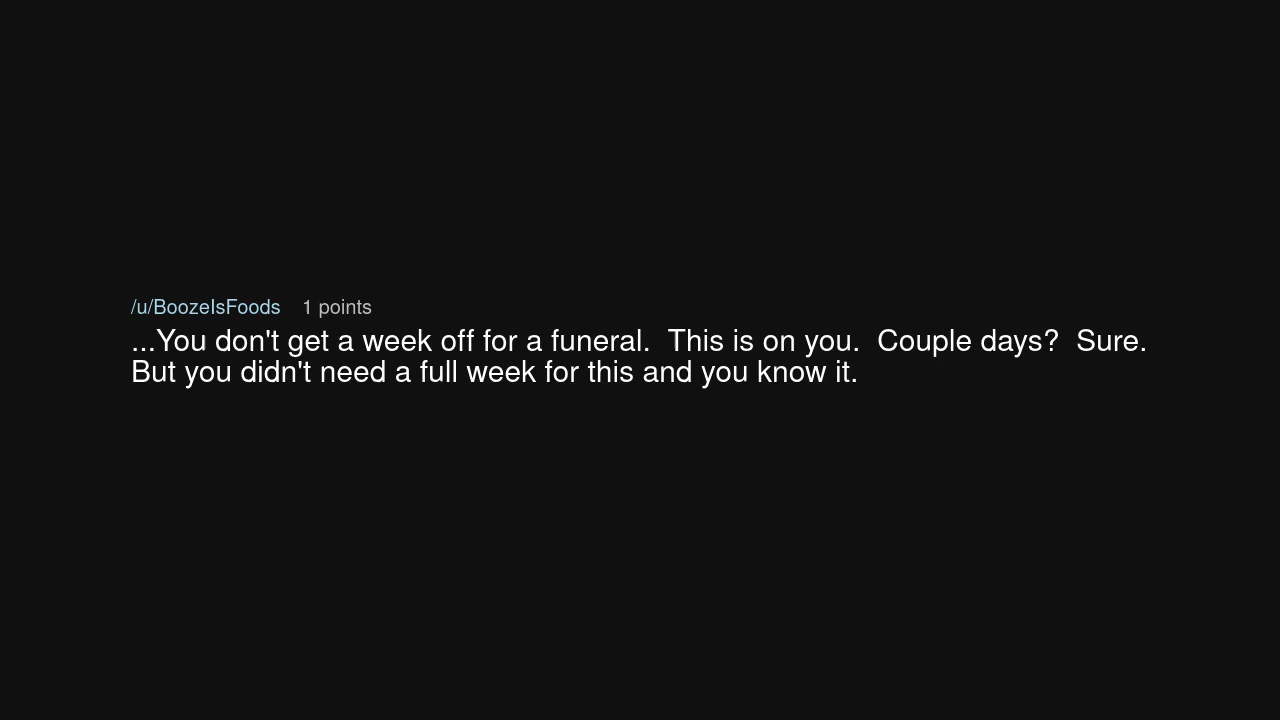 /u/BoozeIsFoods 1 points
...You don't get a week off for a funeral.  This is on you.  Couple days?  Sure.
But you didn't need a full week for this and you know it.